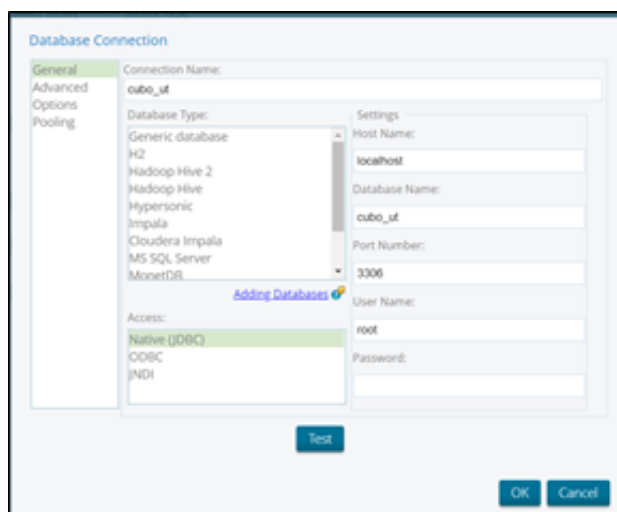 Database Connection
General
Advanced
Options
Pooling
Connection Name:
cubo_ut
Database Type:
Generic database
H2
Hadoop Hive 2
Hadoop Hive
Hypersonic
Impala
Cloudera Impala
MS SQL Server
MonetDB
Adding Databases
Access:
Native (JDBC)
ODBC
JNDI
Settings
Host Name:
localhost
Database Name:
cubo_ut
Port Number:
3306
User Name:
root
Password:
Test
OK
Cancel